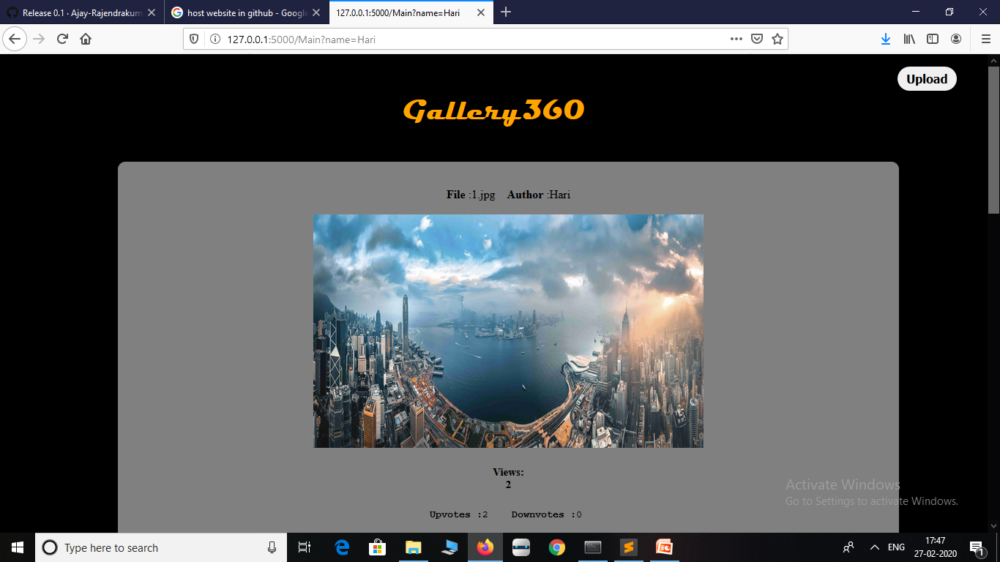 Release 0.1 · Ajay-Rajendrakum
host website in github - Google
127.0.0.1:5000/Main?name=Hari
127.0.0.1:5000/Main?name=Hari
Upload
Gallery360
File :1.jpg Author :Hari
Views:
2
Upvotes :2 Downvotes :0
Activate Windows
Go to Settings to activate Windows.
Type here to search
ENG
17:47
27-02-2020
1